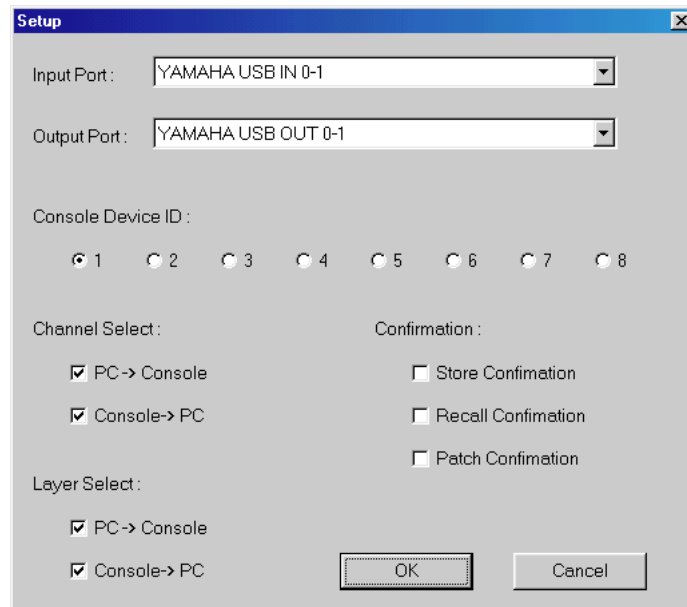 Setup
Input Port :
YAMAHA USB IN 0-1
Output Port :
YAMAHA USB OUT 0-1
Console Device ID :
1 2 3 4 5 6 7 8
Channel Select :
PC -> Console
Console-> PC
Confirmation :
Store Confimation
Recall Confimation
Patch Confimation
Layer Select :
PC -> Console
Console-> PC
OK
Cancel